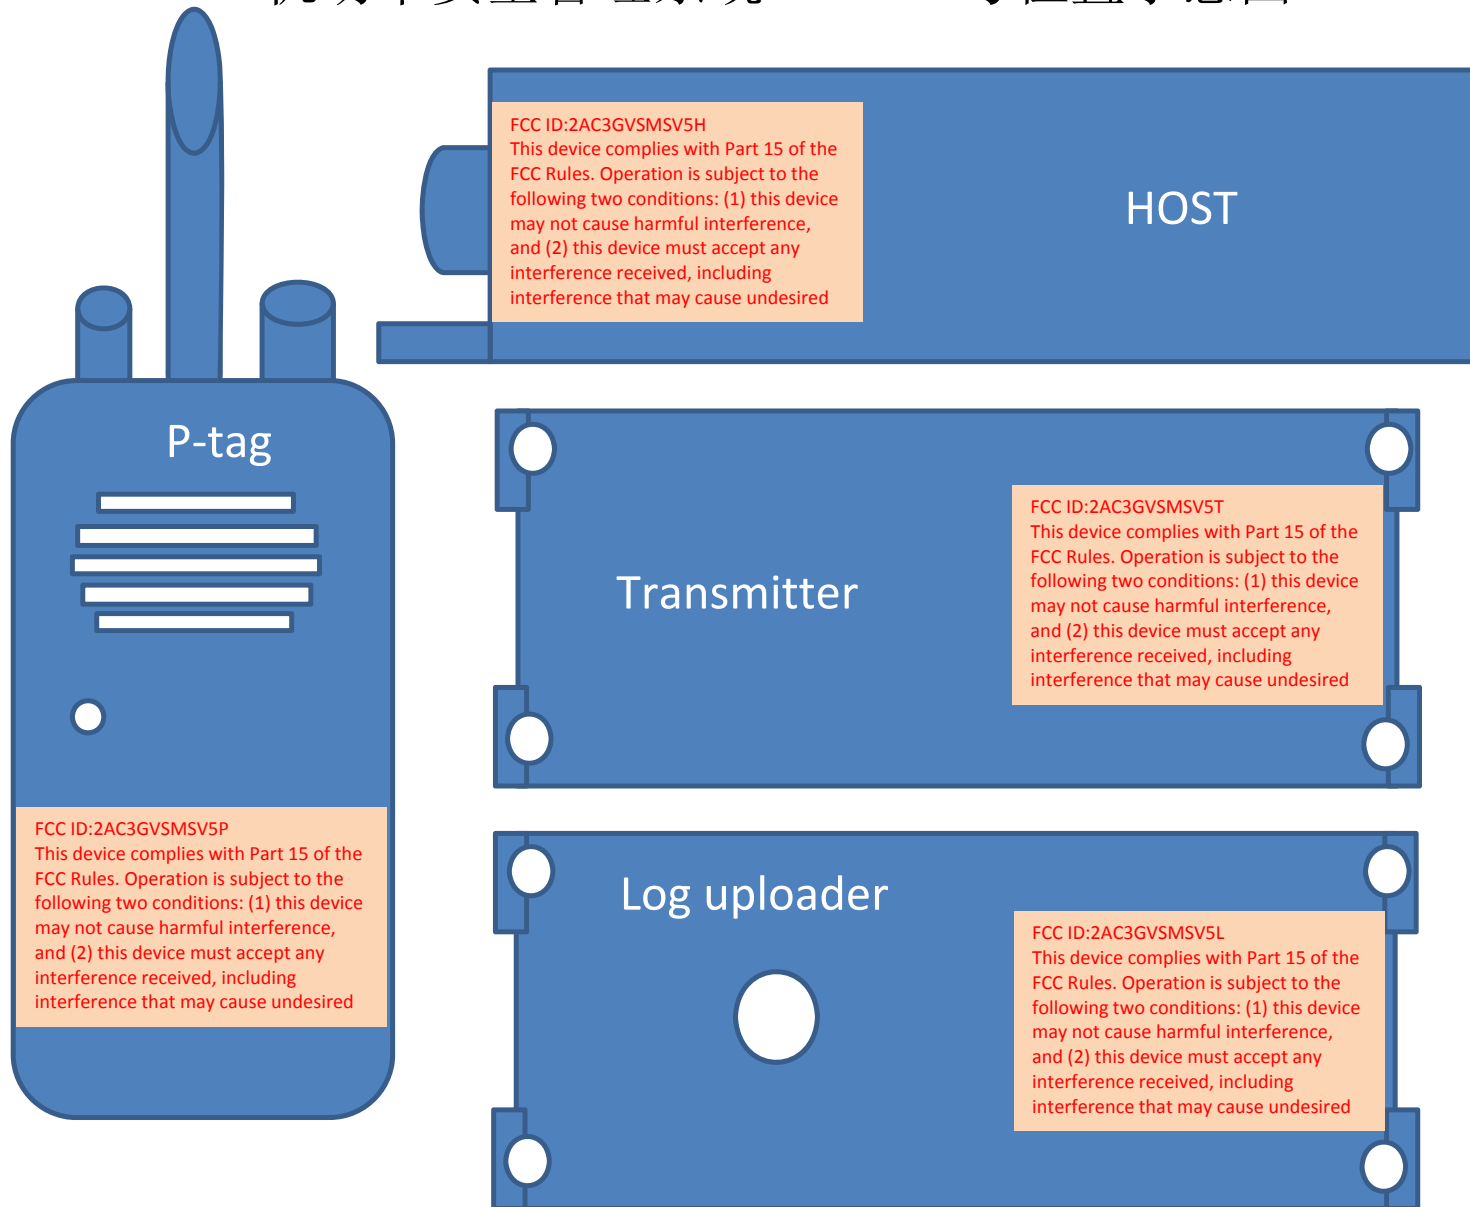 HOST
FCC ID:2AC3GVSMSV5H
This device complies with Part 15 of the
FCC Rules. Operation is subject to the
following two conditions: (1) this device
may not cause harmful interference,
and (2) this device must accept any
interference received, including
interference that may cause undesired
P-tag
FCC ID:2AC3GVSMSV5P
This device complies with Part 15 of the
FCC Rules. Operation is subject to the
following two conditions: (1) this device
may not cause harmful interference,
and (2) this device must accept any
interference received, including
interference that may cause undesired
Transmitter
FCC ID:2AC3GVSMSV5T
This device complies with Part 15 of the
FCC Rules. Operation is subject to the
following two conditions: (1) this device
may not cause harmful interference,
and (2) this device must accept any
interference received, including
interference that may cause undesired
Log uploader
FCC ID:2AC3GVSMSV5L
This device complies with Part 15 of the
FCC Rules. Operation is subject to the
following two conditions: (1) this device
may not cause harmful interference,
and (2) this device must accept any
interference received, including
interference that may cause undesired